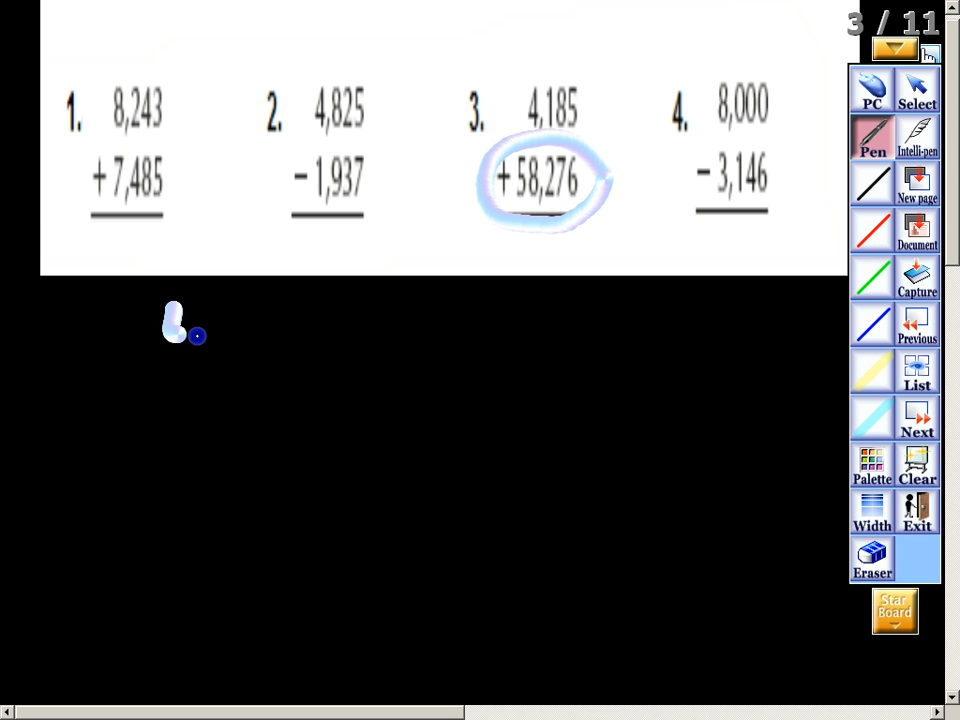 3 / 11
1. 8,243 2. 4,825 3. 4,185 4. 8,000
+ 7,485 − 1,937 + 58,276 − 3,146
PC Select
Pen Intelli-pen
New page
Document
Capture
Previous
List
Next
Palette Clear
Width Exit
Eraser
Star
Board